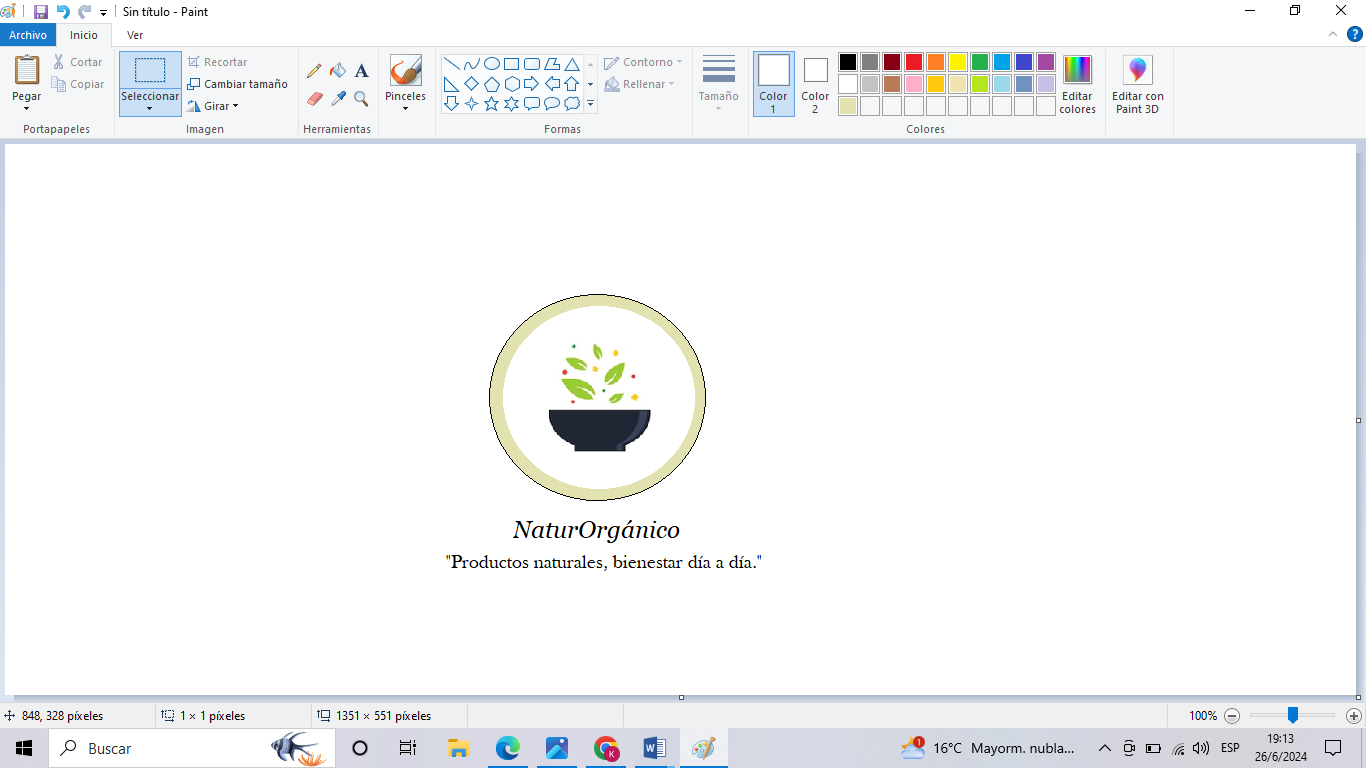 Sin título - Paint
Archivo Inicio Ver
Pegar
Cortar
Copiar
Portapapeles
Seleccionar
Recortar
Cambiar tamaño
Girar
Imagen
A
Herramientas
Pinceles
Contorno
Rellenar
Formas
Tamaño
Color 1
Color 2
Editar colores
Colores
Editar con Paint 3D
NaturOrgánico
"Productos naturales, bienestar día a día."
848, 328 píxeles 1 × 1 píxeles 1351 × 551 píxeles 100%
Buscar
K
W
1
16°C Mayorm. nubla...
ESP
19:13
26/6/2024